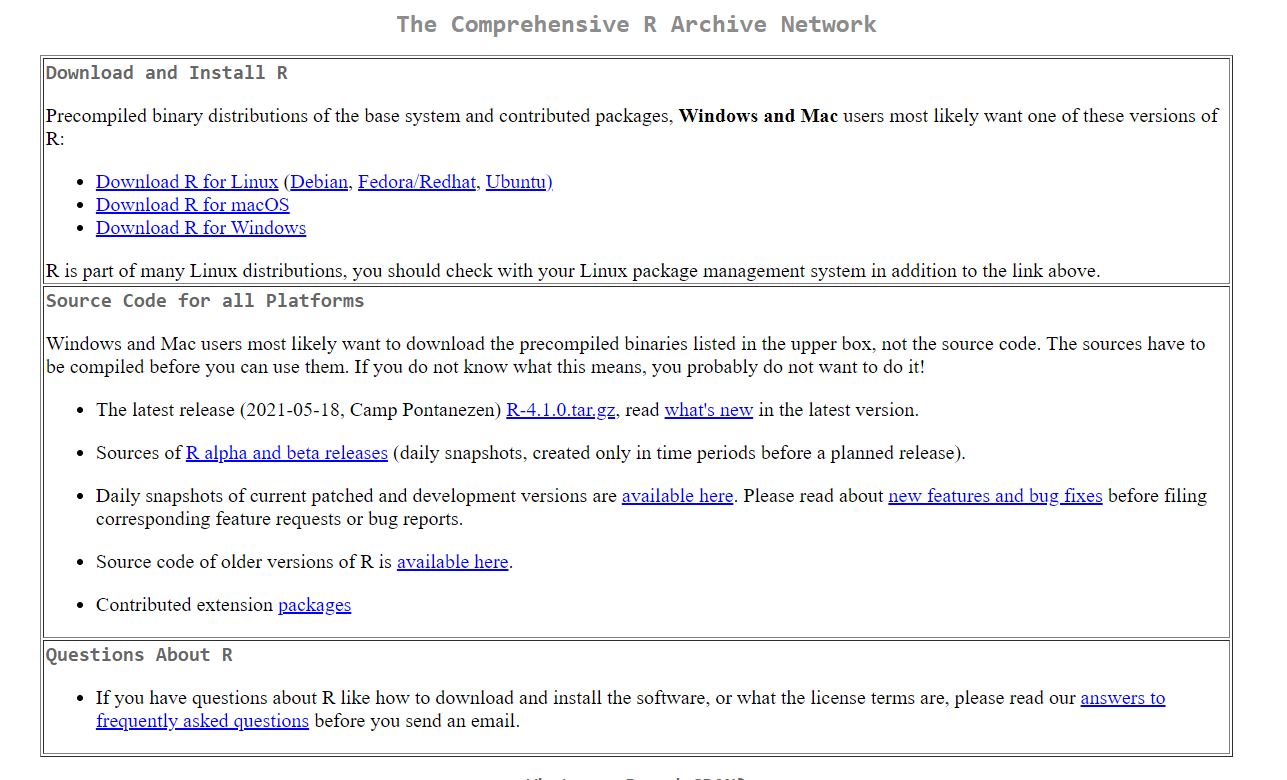 The Comprehensive R Archive Network
Download and Install R
Precompiled binary distributions of the base system and contributed packages, Windows and Mac users most likely want one of these versions of
R:
Download R for Linux (Debian, Fedora/Redhat, Ubuntu)
Download R for macOS
Download R for Windows
R is part of many Linux distributions, you should check with your Linux package management system in addition to the link above.
Source Code for all Platforms
Windows and Mac users most likely want to download the precompiled binaries listed in the upper box, not the source code. The sources have to
be compiled before you can use them. If you do not know what this means, you probably do not want to do it!
The latest release (2021-05-18, Camp Pontanezen) R-4.1.0.tar.gz, read what's new in the latest version.
Sources of R alpha and beta releases (daily snapshots, created only in time periods before a planned release).
Daily snapshots of current patched and development versions are available here. Please read about new features and bug fixes before filing
corresponding feature requests or bug reports.
Source code of older versions of R is available here.
Contributed extension packages
Questions About R
If you have questions about R like how to download and install the software, or what the license terms are, please read our answers to
frequently asked questions before you send an email.